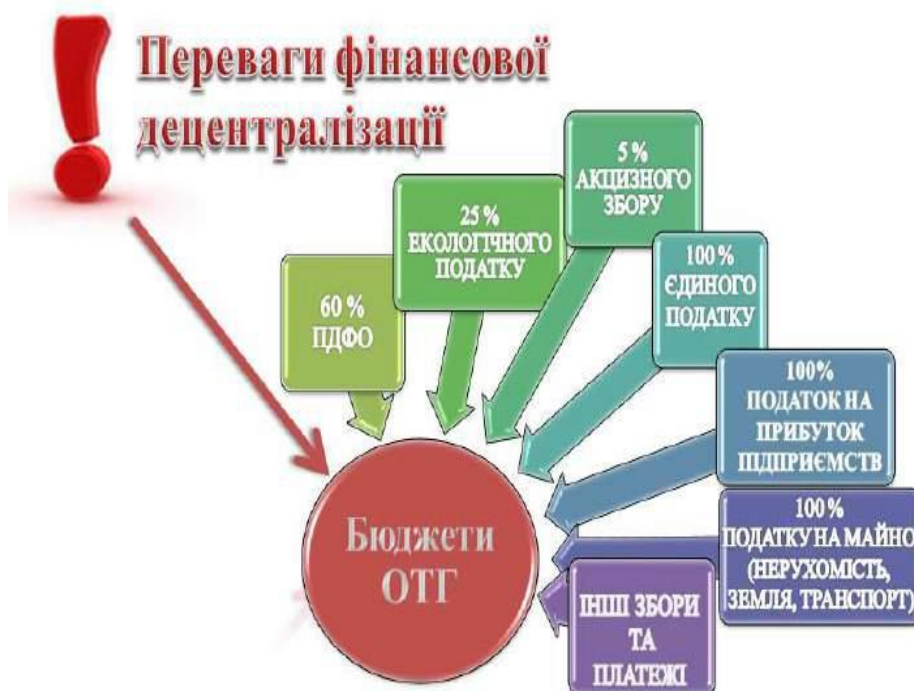 Переваги фінансової
децентралізації
5 %
АКЦИЗНОГО
ЗБОРУ
25 %
ЕКОЛОГІЧНОГО
ПОДАТКУ
100%
ЄДИНОГО
ПОДАТКУ
60 %
ПДФО
100%
ПОДАТОК НА
ПРИБУТОК
ПІДПРИЄМСТВ
100%
ПОДАТКУ НА МАЙНО
(НЕРУХОМІСТЬ,
ЗЕМЛЯ, ТРАНСПОРТ)
Бюджети
ОТГ
ІНШІ ЗБОРИ
ТА
ПЛАТЕЖІ